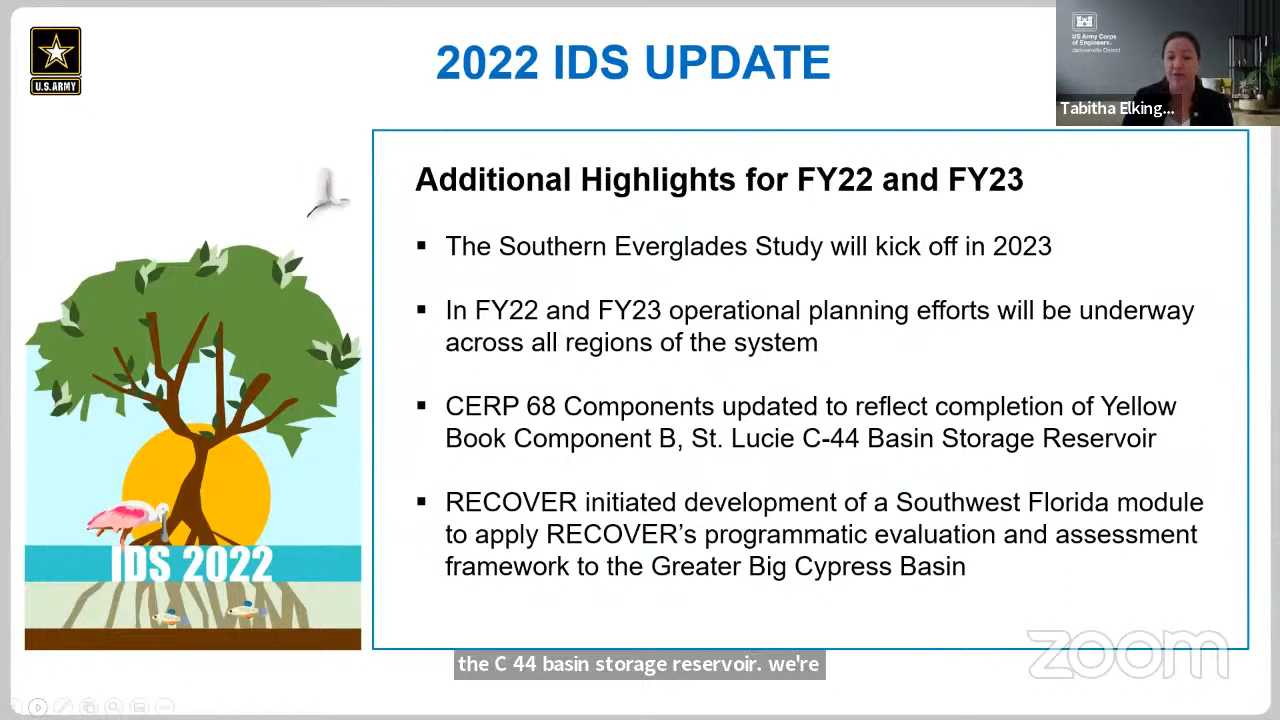 2022 IDS UPDATE
U.S.ARMY
US Army Corps
of Engineers.
Jacksonville District
Tabitha Elking...
Additional Highlights for FY22 and FY23
▪ The Southern Everglades Study will kick off in 2023
▪ In FY22 and FY23 operational planning efforts will be underway
across all regions of the system
▪ CERP 68 Components updated to reflect completion of Yellow
Book Component B, St. Lucie C-44 Basin Storage Reservoir
▪ RECOVER initiated development of a Southwest Florida module
to apply RECOVER’s programmatic evaluation and assessment
framework to the Greater Big Cypress Basin
IDS 2022
zoom
the C 44 basin storage reservoir. we're